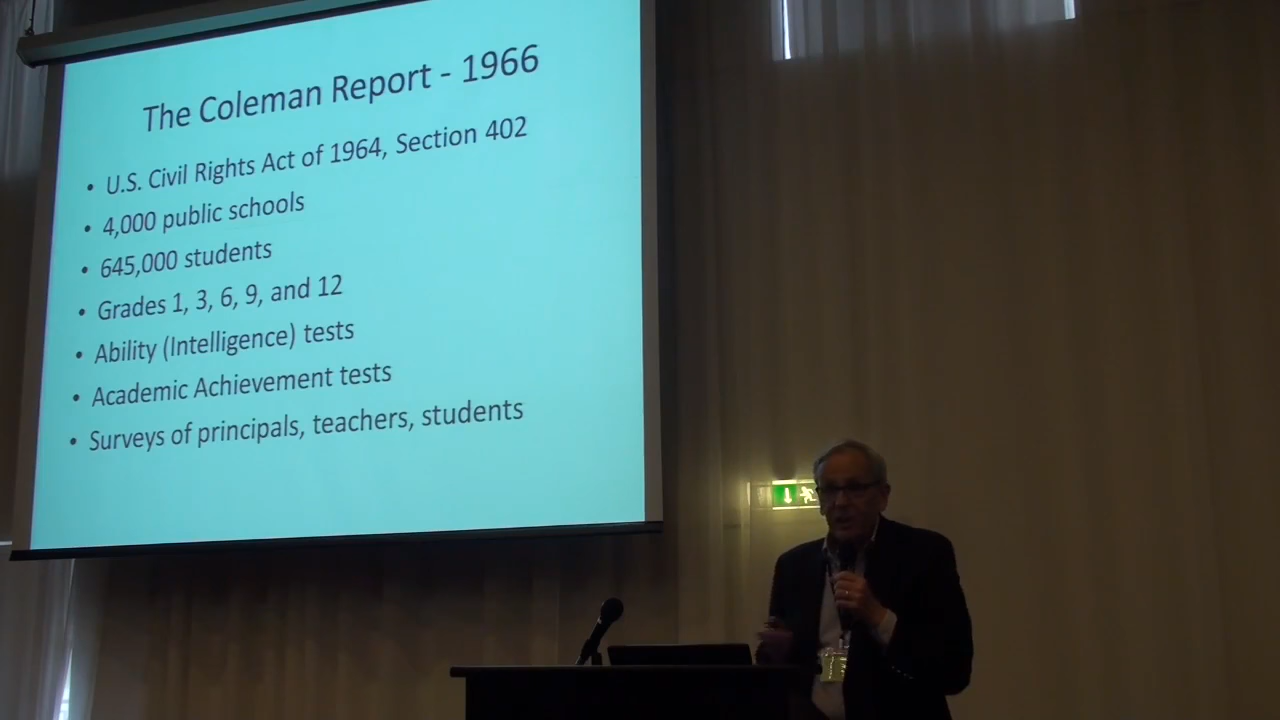 The Coleman Report - 1966
• U.S. Civil Rights Act of 1964, Section 402
• 4,000 public schools
• 645,000 students
• Grades 1, 3, 6, 9, and 12
• Ability (Intelligence) tests
• Academic Achievement tests
• Surveys of principals, teachers, students